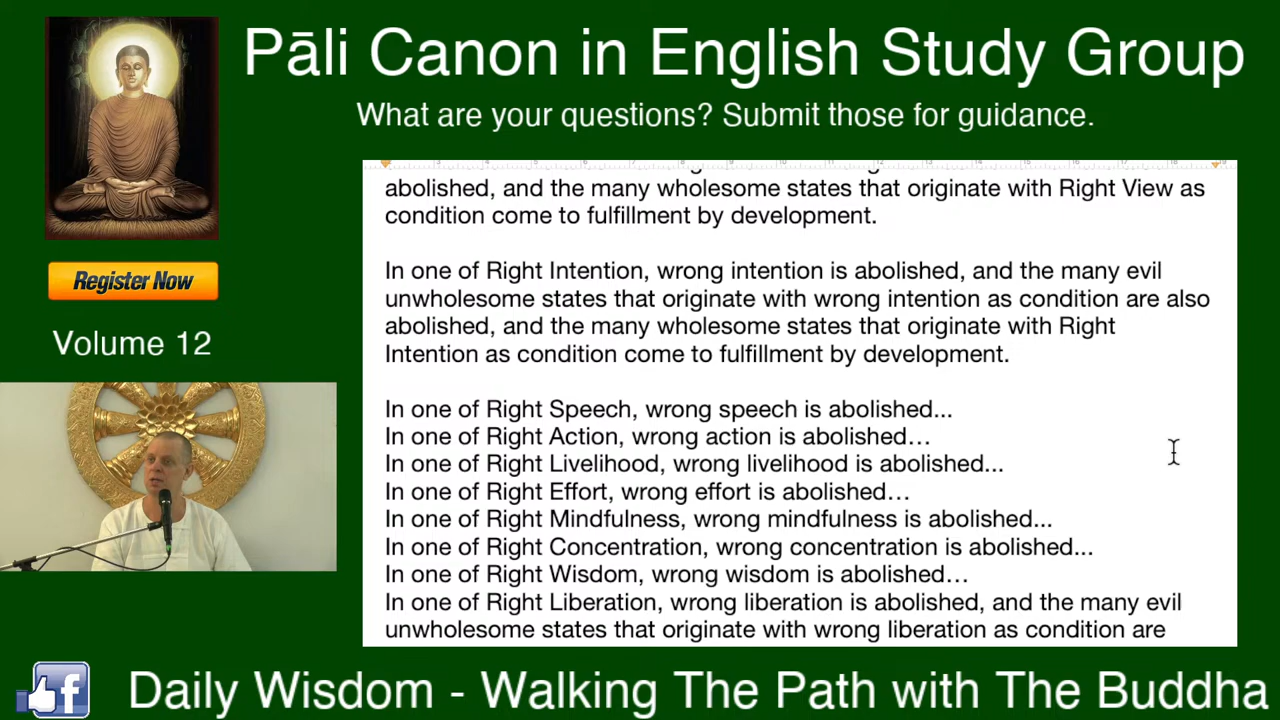 Pāli Canon in English Study Group
What are your questions? Submit those for guidance.
Register Now
Volume 12
abolished, and the many wholesome states that originate with Right View as
condition come to fulfillment by development.
In one of Right Intention, wrong intention is abolished, and the many evil
unwholesome states that originate with wrong intention as condition are also
abolished, and the many wholesome states that originate with Right
Intention as condition come to fulfillment by development.
In one of Right Speech, wrong speech is abolished...
In one of Right Action, wrong action is abolished…
In one of Right Livelihood, wrong livelihood is abolished...
In one of Right Effort, wrong effort is abolished…
In one of Right Mindfulness, wrong mindfulness is abolished...
In one of Right Concentration, wrong concentration is abolished...
In one of Right Wisdom, wrong wisdom is abolished…
In one of Right Liberation, wrong liberation is abolished, and the many evil
unwholesome states that originate with wrong liberation as condition are
f
Daily Wisdom - Walking The Path with The Buddha